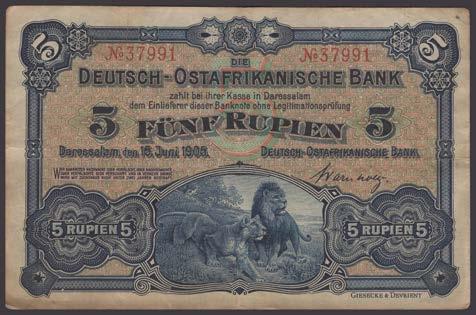 5 5
№37991 №37991
DIE
DEUTSCH-OSTAFRIKANISCHE BANK
zahlt bei ihrer Kasse in Daressalam
dem Einlieferer dieser Banknote ohne Legitimationsprüfung
5 FÜNF RUPIEN 5
Daressalam, den 15. Juni 1905. DEUTSCH-OSTAFRIKANISCHE BANK.
5 RUPIEN 5 5 RUPIEN 5
GIESECKE & DEVRIENT